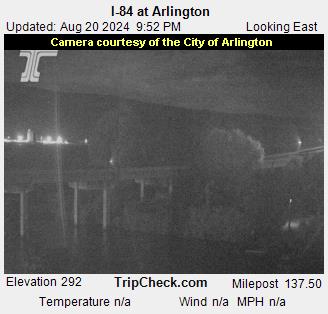 I-84 at Arlington
Updated: Aug 20 2024 9:52 PM Looking East
Camera courtesy of the City of Arlington
Elevation 292 TripCheck.com Milepost 137.50
Temperature n/a Wind n/a MPH n/a